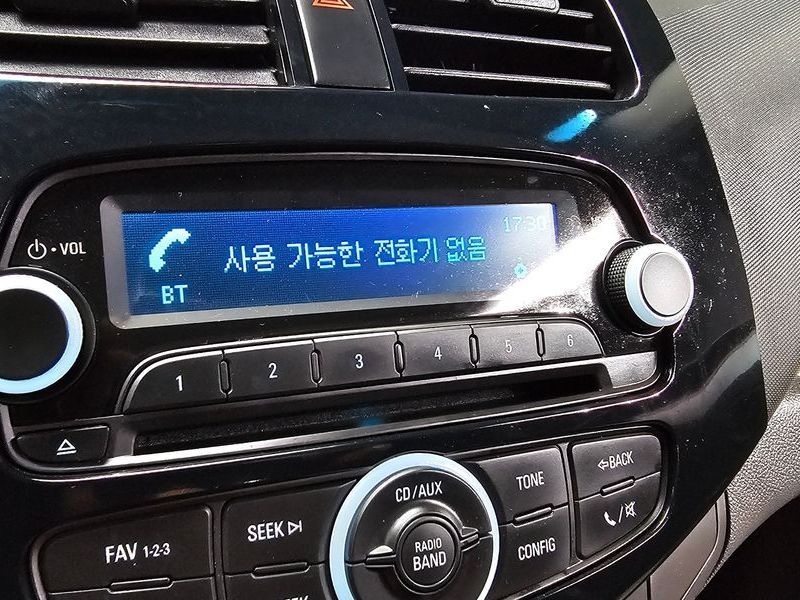 17:30
사용 가능한 전화기 없음
BT
VOL
1 2 3 4 5 6
CD/AUX
TONE
BACK
FAV 1-2-3
SEEK
RADIO
BAND
CONFIG